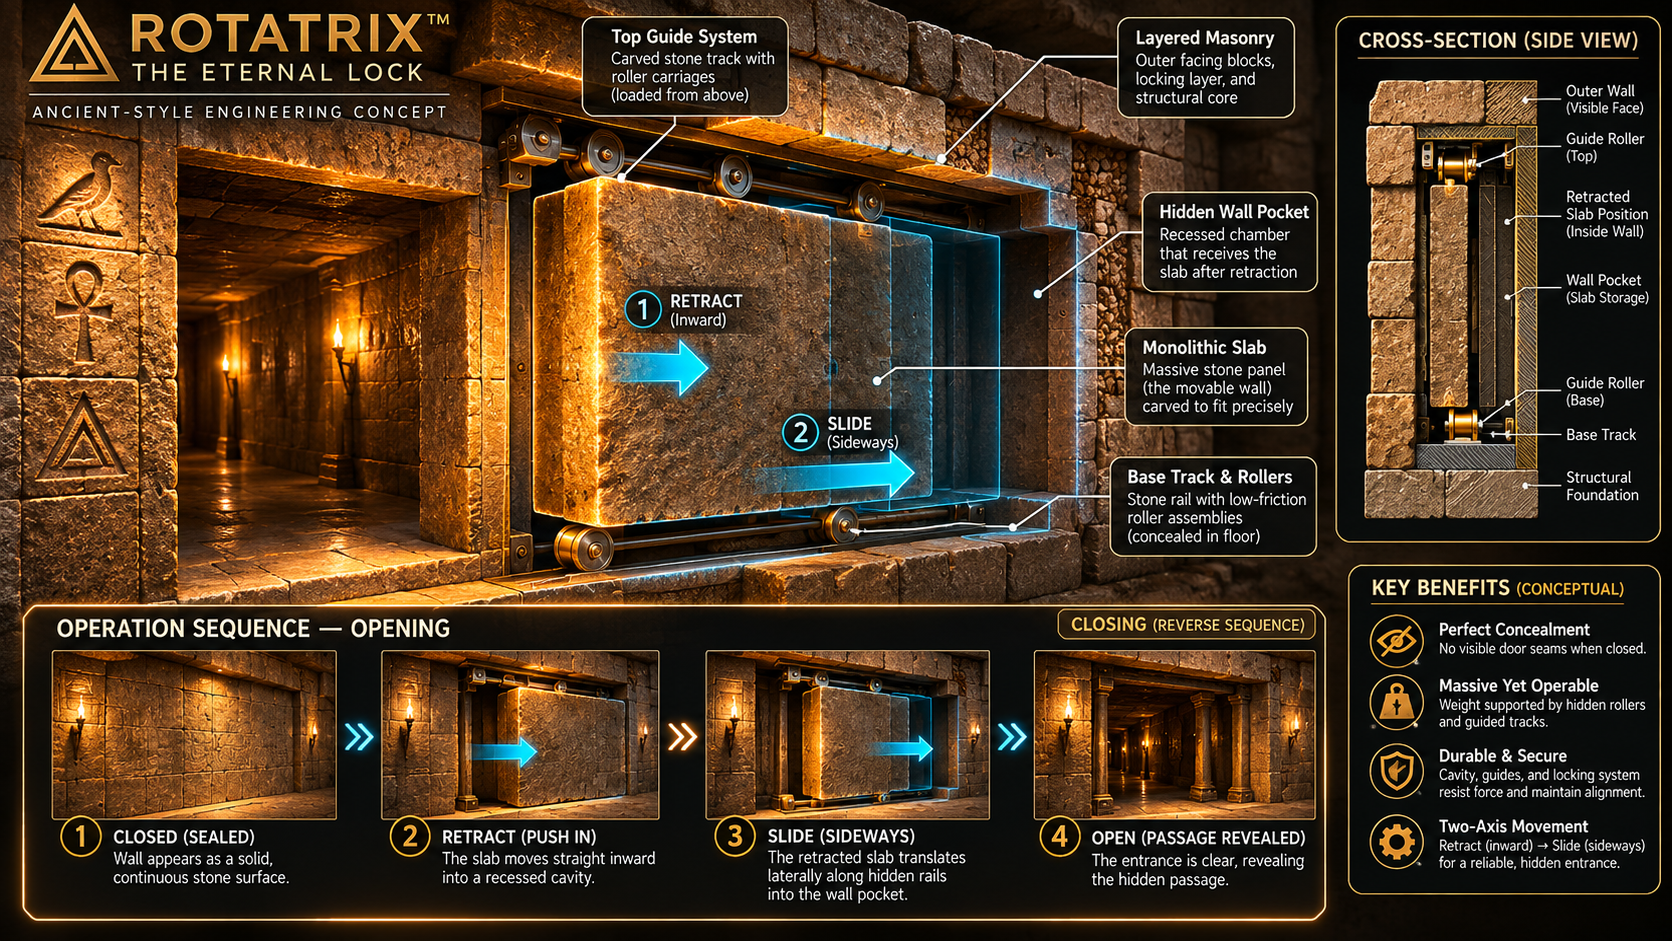 ROTATRIX™
THE ETERNAL LOCK
ANCIENT-STYLE ENGINEERING CONCEPT
Top Guide System
Carved stone track with
roller carriages
(loaded from above)
Layered Masonry
Outer facing blocks,
locking layer, and
structural core
Hidden Wall Pocket
Recessed chamber
that receives the
slab after retraction
Monolithic Slab
Massive stone panel
(the movable wall)
carved to fit precisely
Base Track & Rollers
Stone rail with low-friction
roller assemblies
(concealed in floor)
1 RETRACT
(Inward)
2 SLIDE
(Sideways)
CROSS-SECTION (SIDE VIEW)
Outer Wall
(Visible Face)
Guide Roller
(Top)
Retracted
Slab Position
(Inside Wall)
Wall Pocket
(Slab Storage)
Guide Roller
(Base)
Base Track
Structural
Foundation
OPERATION SEQUENCE — OPENING
CLOSING (REVERSE SEQUENCE)
1 CLOSED (SEALED)
Wall appears as a solid,
continuous stone surface.
2 RETRACT (PUSH IN)
The slab moves straight inward
into a recessed cavity.
3 SLIDE (SIDEWAYS)
The retracted slab translates
laterally along hidden rails
into the wall pocket.
4 OPEN (PASSAGE REVEALED)
The entrance is clear, revealing
the hidden passage.
KEY BENEFITS (CONCEPTUAL)
Perfect Concealment
No visible door seams when closed.
Massive Yet Operable
Weight supported by hidden rollers
and guided tracks.
Durable & Secure
Cavity, guides, and locking system
resist force and maintain alignment.
Two-Axis Movement
Retract (inward) → Slide (sideways)
for a reliable, hidden entrance.